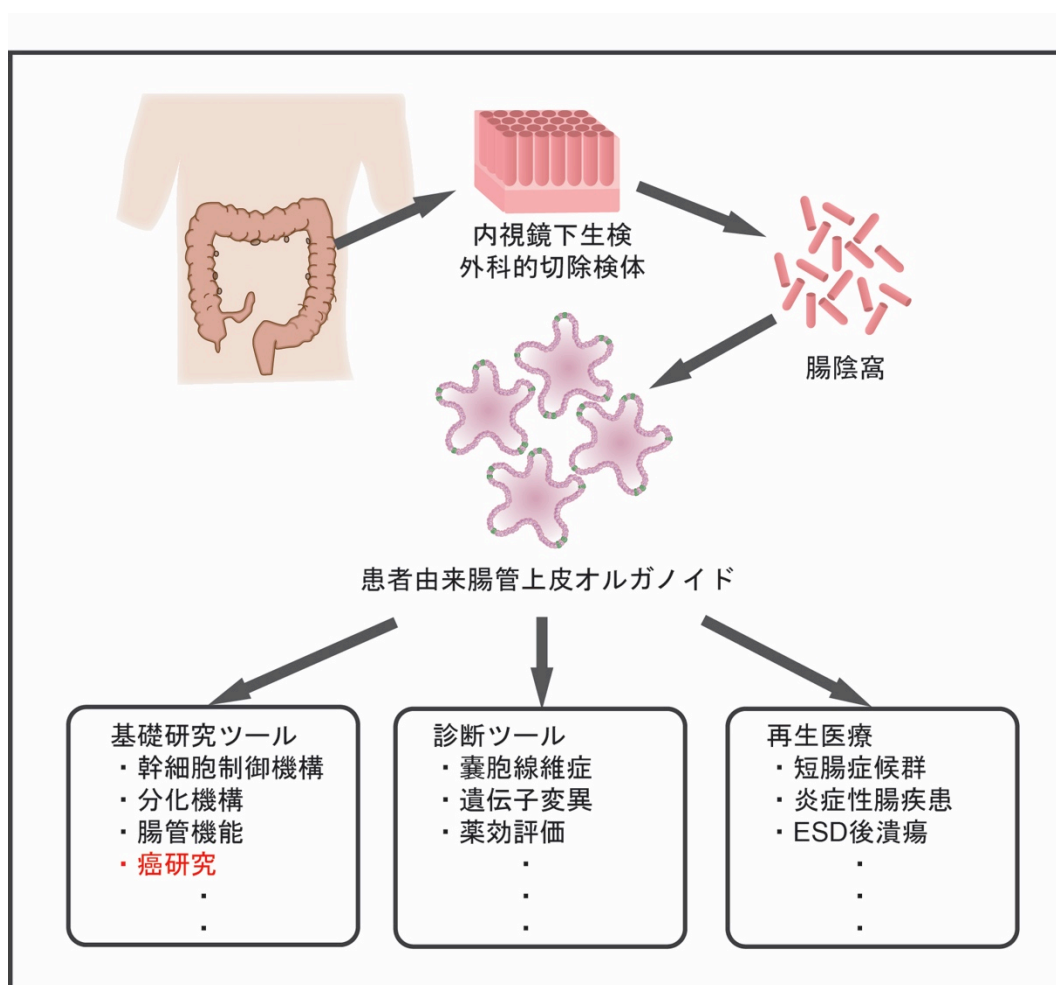 内視鏡下生検
外科的切除検体
腸陰窩
患者由来腸管上皮オルガノイド
基礎研究ツール
・幹細胞制御機構
・分化機構
・腸管機能
・癌研究
・
・
診断ツール
・嚢胞線維症
・遺伝子変異
・薬効評価
・
・
・
再生医療
・短腸症候群
・炎症性腸疾患
・ESD後潰瘍
・
・
・